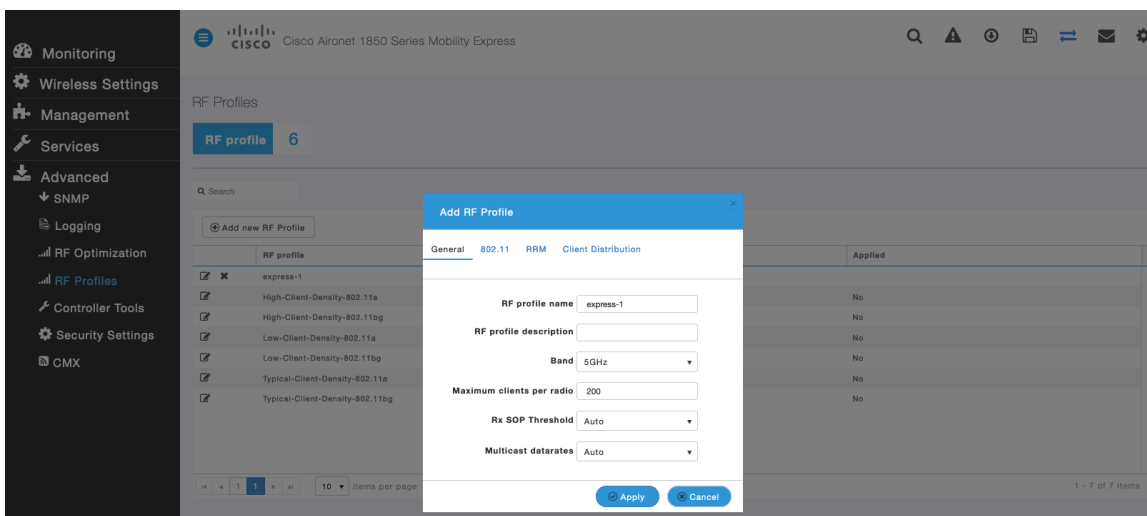 Monitoring
Wireless Settings
Management
Services
Advanced
SNMP
Logging
RF Optimization
RF Profiles
Controller Tools
Security Settings
CMX
CISCO
Cisco Aironet 1850 Series Mobility Express
RF Profiles
RF profile 6
Search
Add new RF Profile
RF profile Applied
express-1
High-Client-Density-802.11a No
High-Client-Density-802.11bg No
Low-Client-Density-802.11a No
Low-Client-Density-802.11bg No
Typical-Client-Density-802.11a No
Typical-Client-Density-802.11bg No
1 1 10 items per page
1 - 7 of 7 items
Add RF Profile
General 802.11 RRM Client Distribution
RF profile name express-1
RF profile description
Band 5GHz
Maximum clients per radio 200
Rx SOP Threshold Auto
Multicast datarates Auto
Apply Cancel